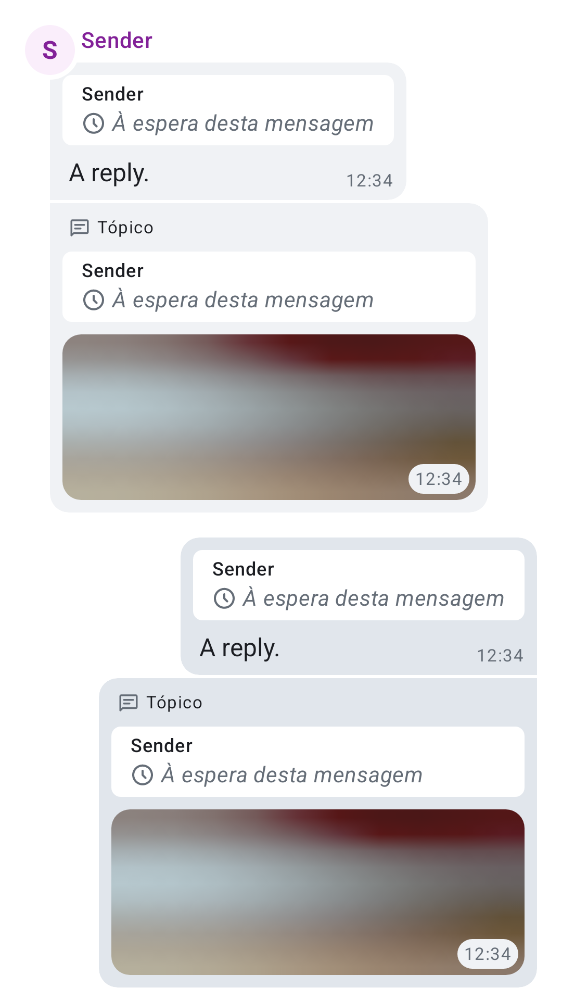 S
Sender
Sender
À espera desta mensagem
A reply.
12:34
Tópico
Sender
À espera desta mensagem
12:34
Sender
À espera desta mensagem
A reply.
12:34
Tópico
Sender
À espera desta mensagem
12:34